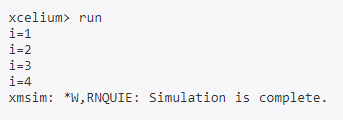 xcelium> run
i=1
i=2
i=3
i=4
xmsim: *W,RNQUIE: Simulation is complete.